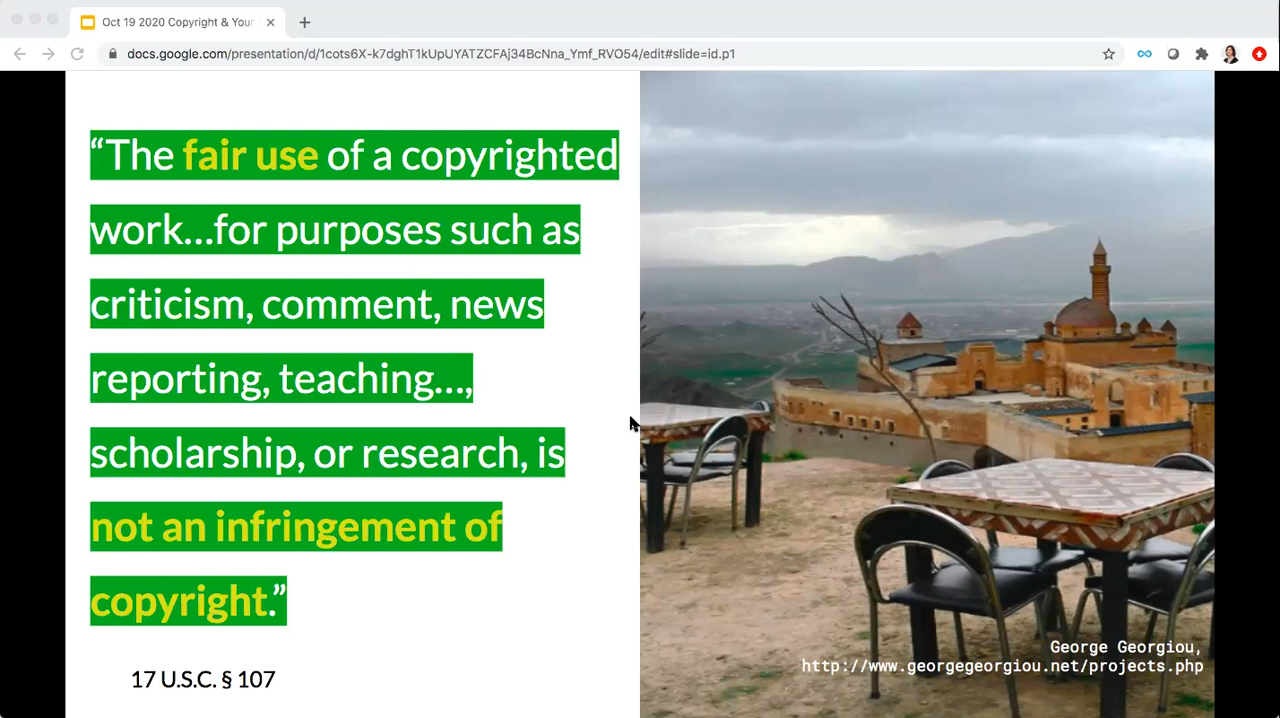 Oct 19 2020 Copyright & Your
docs.google.com/presentation/d/1cots6X-k7dghT1kUpUYATZCFAj34BcNna_Ymf_RVO54/edit#slide=id.p1
“The fair use of a copyrighted
work...for purposes such as
criticism, comment, news
reporting, teaching...,
scholarship, or research, is
not an infringement of
copyright.”
17 U.S.C. § 107
George Georgiou,
http://www.georgegeorgiou.net/projects.php